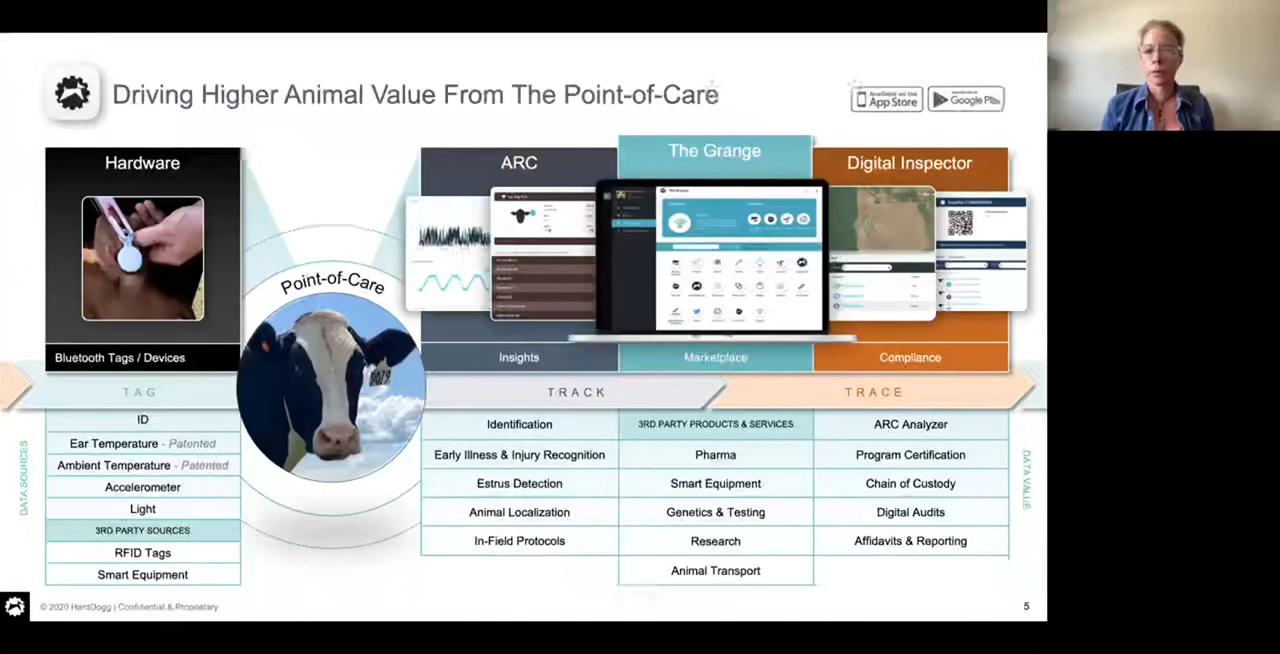 Driving Higher Animal Value From The Point-of-Care
Available on the
App Store
Google Play
Hardware
ARC
The Grange
Digital Inspector
Point-of-Care
0079
Bluetooth Tags / Devices
Insights
Marketplace
Compliance
TAG
TRACK
TRACE
DATA SOURCES
ID
Ear Temperature - Patented
Ambient Temperature - Patented
Accelerometer
Light
3RD PARTY SOURCES
RFID Tags
Smart Equipment
Identification
Early Illness & Injury Recognition
Estrus Detection
Animal Localization
In-Field Protocols
3RD PARTY PRODUCTS & SERVICES
Pharma
Smart Equipment
Genetics & Testing
Research
Animal Transport
ARC Analyzer
Program Certification
Chain of Custody
Digital Audits
Affidavits & Reporting
DATA VALUE
© 2020 HerdDogg | Confidential & Proprietary
5